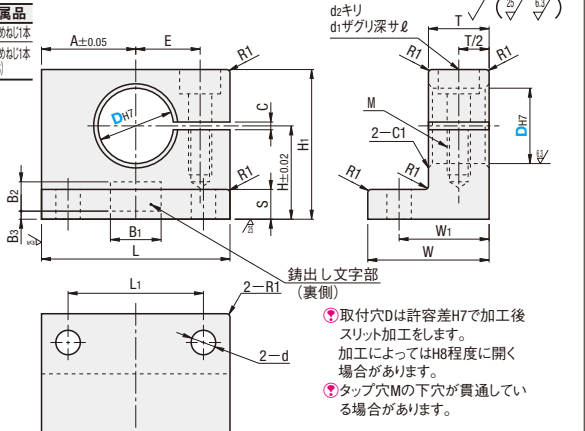 属品
めねじ1本
めねじ1本
A±0.05
E
R1
DH7
C
H±0.02
H1
B2
B3
B1
S
R1
25
L
鋳出し文字部
(裏側)
d2キリ
d1ザグリ深サℓ
T
T/2
25
6.3
R1
R1
M
DH7
2−C1
6.3
R1
R1
W1
W
L1
2−R1
2−d
取付穴Dは許容差H7で加工後
スリット加工をします。
加工によってはH8程度に開く
場合があります。
タップ穴Mの下穴が貫通してい
る場合があります。